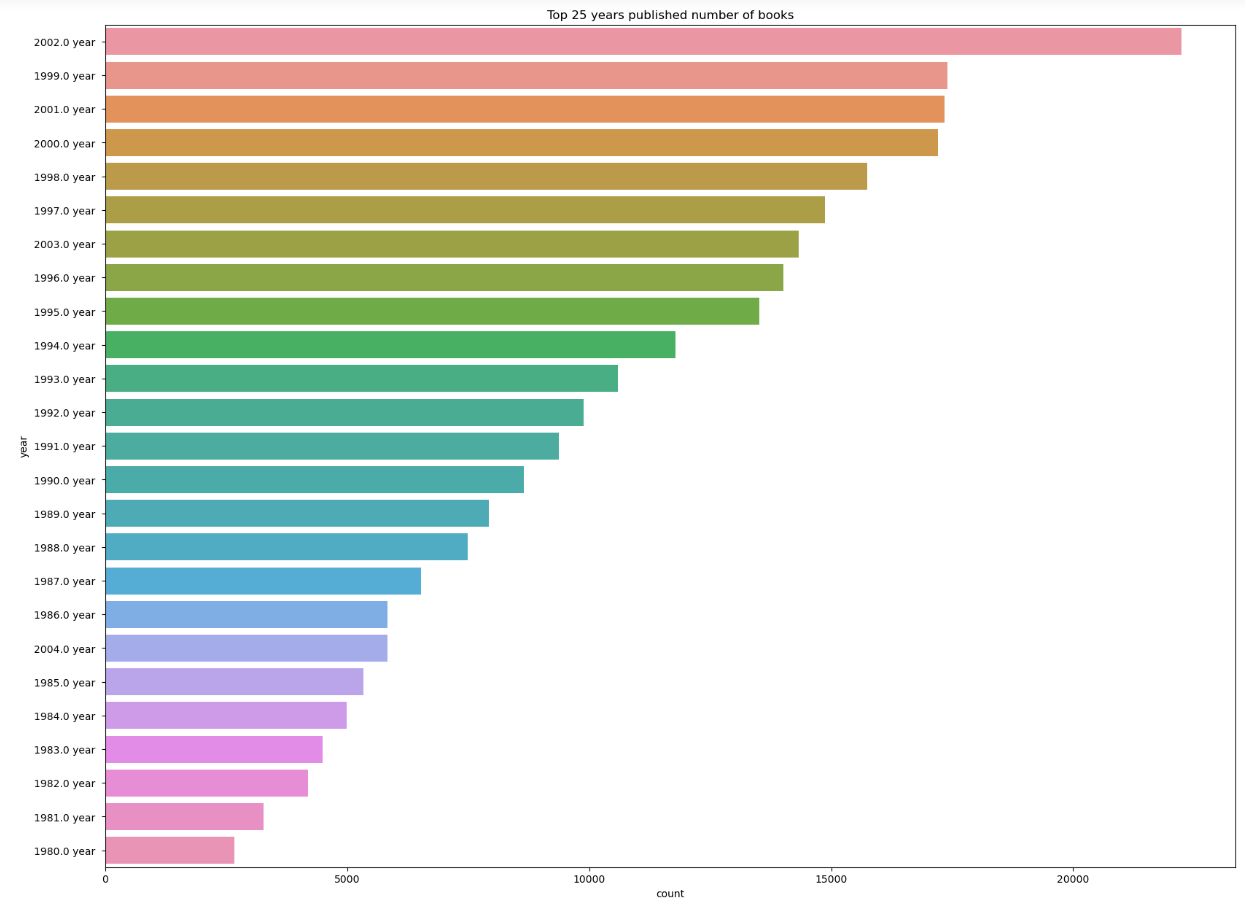 Top 25 years published number of books
2002.0 year
1999.0 year
2001.0 year
2000.0 year
1998.0 year
1997.0 year
2003.0 year
1996.0 year
1995.0 year
1994.0 year
1993.0 year
1992.0 year
1991.0 year
1990.0 year
1989.0 year
1988.0 year
1987.0 year
1986.0 year
2004.0 year
1985.0 year
1984.0 year
1983.0 year
1982.0 year
1981.0 year
1980.0 year
year
0 5000 10000 15000 20000
count